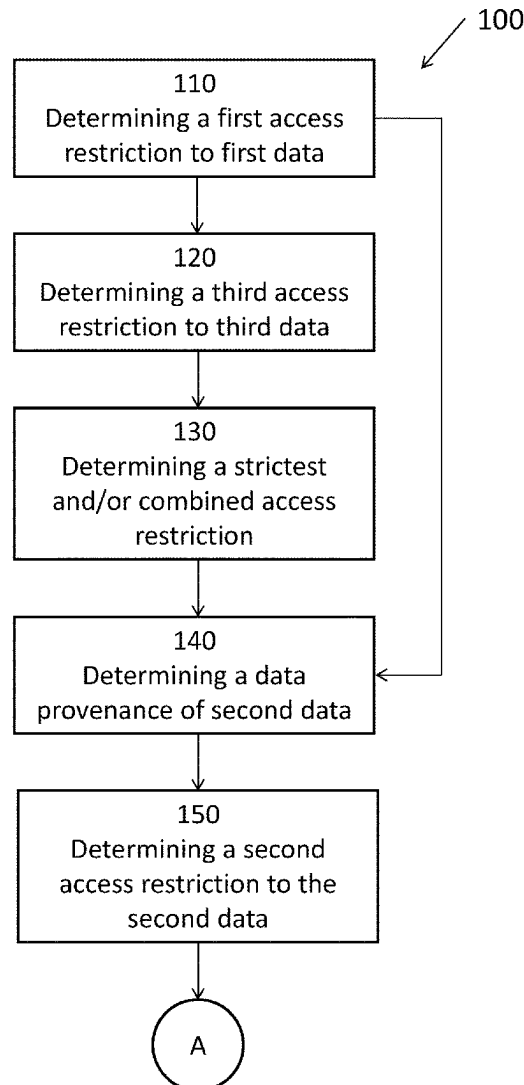 100
110
Determining a first access
restriction to first data
120
Determining a third access
restriction to third data
130
Determining a strictest
and/or combined access
restriction
140
Determining a data
provenance of second data
150
Determining a second
access restriction to the
second data
A